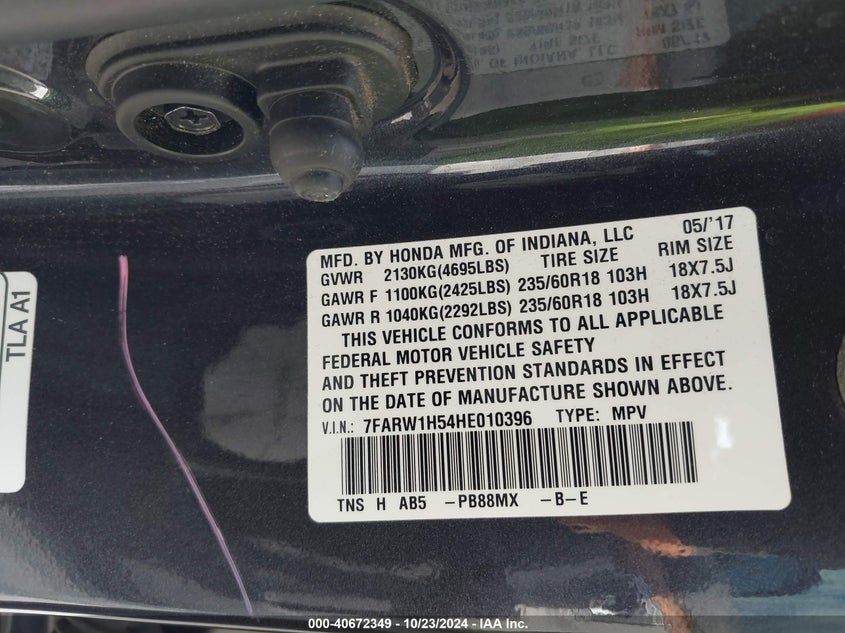 MFD. BY HONDA MFG. OF INDIANA, LLC 05/'17
GVWR 2130KG(4695LBS) TIRE SIZE RIM SIZE
GAWR F 1100KG(2425LBS) 235/60R18 103H 18X7.5J
GAWR R 1040KG(2292LBS) 235/60R18 103H 18X7.5J
THIS VEHICLE CONFORMS TO ALL APPLICABLE
FEDERAL MOTOR VEHICLE SAFETY
AND THEFT PREVENTION STANDARDS IN EFFECT
ON THE DATE OF MANUFACTURE SHOWN ABOVE.
V.I.N.: 7FARW1H54HE010396 TYPE: MPV
TNS H AB5 -PB88MX -B-E
TLA A1
000-40672349 - 10/23/2024 - IAA Inc.